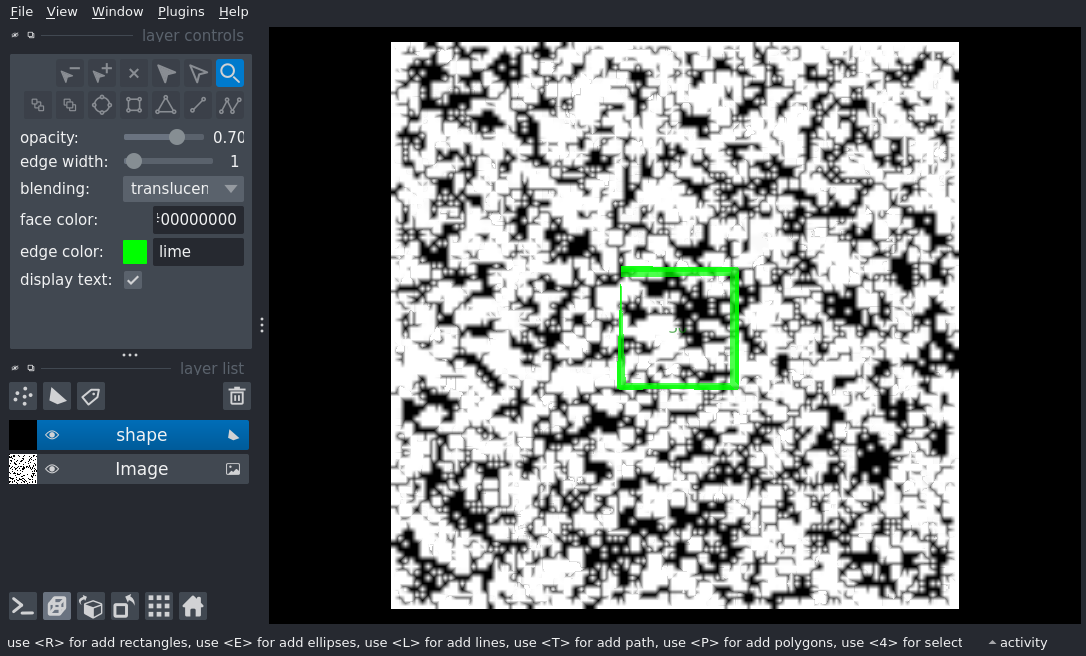 File View Window Plugins Help
layer controls
opacity: 0.70
edge width: 1
blending: translucen
face color: 00000000
edge color: lime
display text:
layer list
shape
Image
use <R> for add rectangles, use <E> for add ellipses, use <L> for add lines, use <T> for add path, use <P> for add polygons, use <4> for select
activity